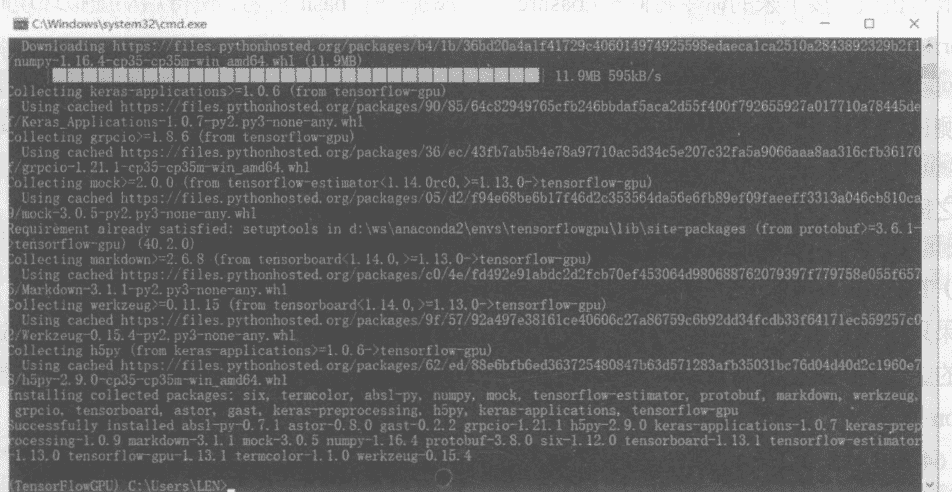 C:\Windows\system32\cmd.exe
Downloading https://files.pythonhosted.org/packages/b4/1b/36bd20a4a1f41729c406014974925598edaeca1ca2510a2843892329b2f1
/numpy-1.16.4-cp35-cp35m-win_amd64.whl (11.9MB)
11.9MB 595kB/s
Collecting keras-applications>=1.0.6 (from tensorflow-gpu)
Using cached https://files.pythonhosted.org/packages/90/85/64c82949765cfb246bbdaf5aca2d55f400f792655927a017710a78445de
f/Keras_Applications-1.0.7-py2.py3-none-any.whl
Collecting grpcio>=1.8.6 (from tensorflow-gpu)
Using cached https://files.pythonhosted.org/packages/36/ec/43fb7ab5b4e78a97710ac5d34c5e207c32fa5a9066aaa8aa316cfb36170
f/grpcio-1.21.1-cp35-cp35m-win_amd64.whl
Collecting mock>=2.0.0 (from tensorflow-estimator<1.14.0rc0,>=1.13.0->tensorflow-gpu)
Using cached https://files.pythonhosted.org/packages/05/d2/f94e68be6b17f46d2c353564da56e6fb89ef09faeeff3313a046cb810ca
9/mock-3.0.5-py2.py3-none-any.whl
Requirement already satisfied: setuptools in d:\ws\anaconda2\envs\tensorflowgpu\lib\site-packages (from protobuf>=3.6.1-
>tensorflow-gpu) (40.2.0)
Collecting markdown>=2.6.8 (from tensorboard<1.14.0,>=1.13.0->tensorflow-gpu)
Using cached https://files.pythonhosted.org/packages/c0/4e/fd492e91abdc2d2fcb70ef453064d980688762079397f779758e055f657
5/Markdown-3.1.1-py2.py3-none-any.whl
Collecting werkzeug>=0.11.15 (from tensorboard<1.14.0,>=1.13.0->tensorflow-gpu)
Using cached https://files.pythonhosted.org/packages/9f/57/92a497e38161ce40606c27a86759c6b92dd34fcdb33f64171ec559257c0
2/Werkzeug-0.15.4-py2.py3-none-any.whl
Collecting h5py (from keras-applications>=1.0.6->tensorflow-gpu)
Using cached https://files.pythonhosted.org/packages/62/ed/88e6bfb6ed363725480847b63d571283afb35031bc76d04d40d2c1960e7
8/h5py-2.9.0-cp35-cp35m-win_amd64.whl
Installing collected packages: six, termcolor, absl-py, numpy, mock, tensorflow-estimator, protobuf, markdown, werkzeug,
grpcio, tensorboard, astor, gast, keras-preprocessing, h5py, keras-applications, tensorflow-gpu
Successfully installed absl-py-0.7.1 astor-0.8.0 gast-0.2.2 grpcio-1.21.1 h5py-2.9.0 keras-applications-1.0.7 keras-prep
rocessing-1.0.9 markdown-3.1.1 mock-3.0.5 numpy-1.16.4 protobuf-3.8.0 six-1.12.0 tensorboard-1.13.1 tensorflow-estimator
-1.13.0 tensorflow-gpu-1.13.1 termcolor-1.1.0 werkzeug-0.15.4
(TensorFlowGPU) C:\Users\LEN>